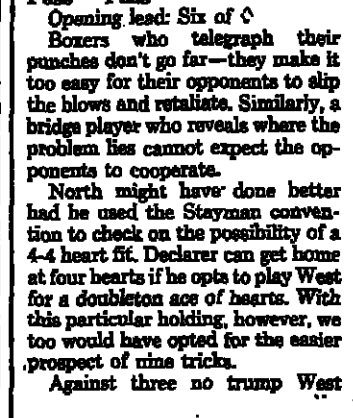 Pass Pass
Opening lead: Six of ♢
Boxers who telegraph their
punches don't go far—they make it
too easy for their opponents to slip
the blows and retaliate. Similarly, a
bridge player who reveals where the
problem lies cannot expect the op-
ponents to cooperate.
North might have done better
had he used the Stayman conven-
tion to check on the possibility of a
4-4 heart fit. Declarer can get home
at four hearts if he opts to play West
for a doubleton ace of hearts. With
this particular holding, however, we
too would have opted for the easier
prospect of nine tricks.
Against three no trump West